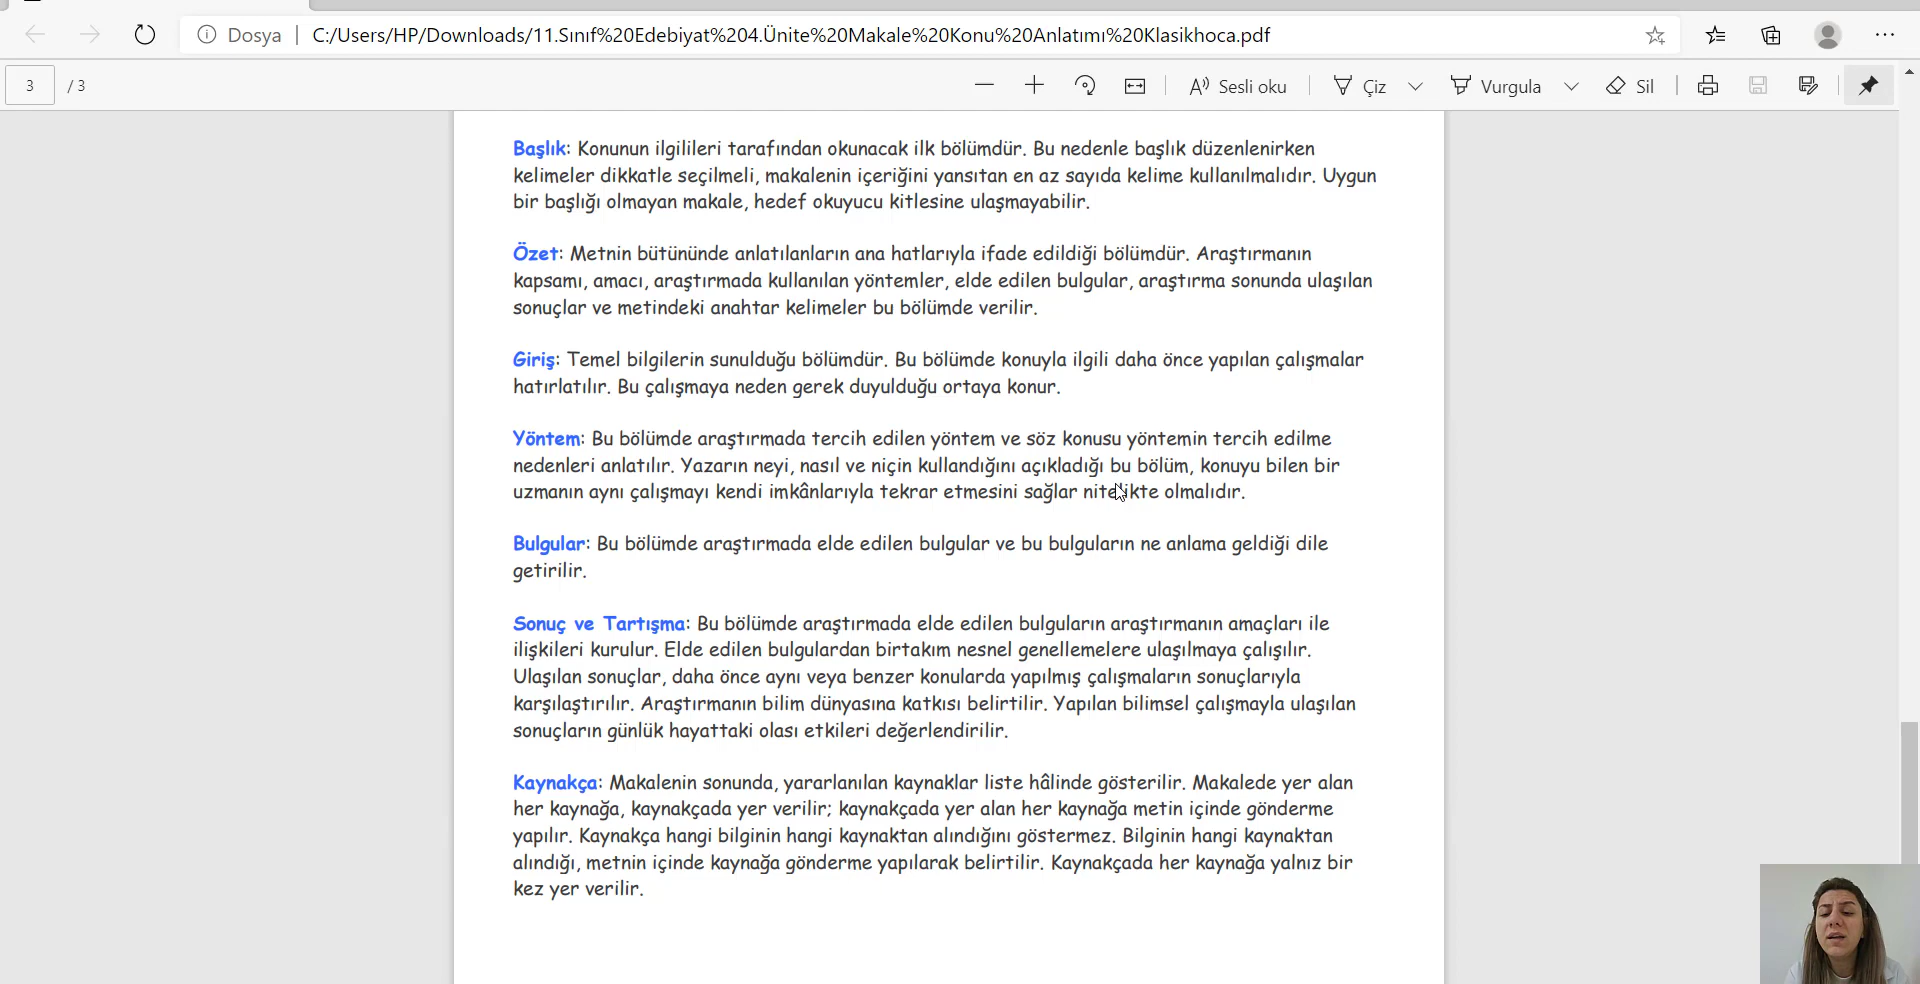 Dosya | C:/Users/HP/Downloads/11.Sınıf%20Edebiyat%204.Ünite%20Makale%20Konu%20Anlatımı%20Klasikhoca.pdf
3 / 3 Sesli oku Çiz Vurgula Sil
Başlık: Konunun ilgilileri tarafından okunacak ilk bölümdür. Bu nedenle başlık düzenlenirken
kelimeler dikkatle seçilmeli, makalenin içeriğini yansıtan en az sayıda kelime kullanılmalıdır. Uygun
bir başlığı olmayan makale, hedef okuyucu kitlesine ulaşmayabilir.
Özet: Metnin bütününde anlatılanların ana hatlarıyla ifade edildiği bölümdür. Araştırmanın
kapsamı, amacı, araştırmada kullanılan yöntemler, elde edilen bulgular, araştırma sonunda ulaşılan
sonuçlar ve metindeki anahtar kelimeler bu bölümde verilir.
Giriş: Temel bilgilerin sunulduğu bölümdür. Bu bölümde konuyla ilgili daha önce yapılan çalışmalar
hatırlatılır. Bu çalışmaya neden gerek duyulduğu ortaya konur.
Yöntem: Bu bölümde araştırmada tercih edilen yöntem ve söz konusu yöntemin tercih edilme
nedenleri anlatılır. Yazarın neyi, nasıl ve niçin kullandığını açıkladığı bu bölüm, konuyu bilen bir
uzmanın aynı çalışmayı kendi imkânlarıyla tekrar etmesini sağlar nitelikte olmalıdır.
Bulgular: Bu bölümde araştırmada elde edilen bulgular ve bu bulguların ne anlama geldiği dile
getirilir.
Sonuç ve Tartışma: Bu bölümde araştırmada elde edilen bulguların araştırmanın amaçları ile
ilişkileri kurulur. Elde edilen bulgulardan birtakım nesnel genellemelere ulaşılmaya çalışılır.
Ulaşılan sonuçlar, daha önce aynı veya benzer konularda yapılmış çalışmaların sonuçlarıyla
karşılaştırılır. Araştırmanın bilim dünyasına katkısı belirtilir. Yapılan bilimsel çalışmayla ulaşılan
sonuçların günlük hayattaki olası etkileri değerlendirilir.
Kaynakça: Makalenin sonunda, yararlanılan kaynaklar liste hâlinde gösterilir. Makalede yer alan
her kaynağa, kaynakçada yer verilir; kaynakçada yer alan her kaynağa metin içinde gönderme
yapılır. Kaynakça hangi bilginin hangi kaynaktan alındığını göstermez. Bilginin hangi kaynaktan
alındığı, metnin içinde kaynağa gönderme yapılarak belirtilir. Kaynakçada her kaynağa yalnız bir
kez yer verilir.